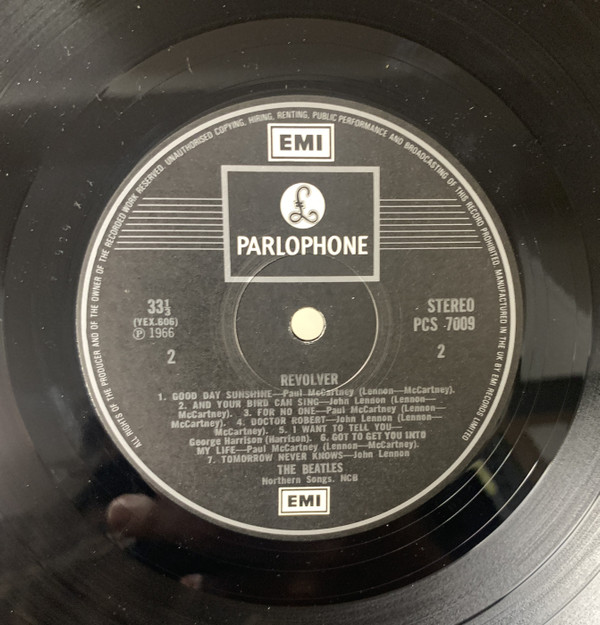 ALL RIGHTS OF THE PRODUCER AND OF THE OWNER OF THE RECORDED WORK RESERVED. UNAUTHORISED COPYING, HIRING, RENTING, PUBLIC PERFORMANCE AND BROADCASTING OF THIS RECORD PROHIBITED. MANUFACTURED IN THE UK BY EMI RECORDS LIMITED
EMI
£
PARLOPHONE
33⅓
(YEX.606)
Ⓟ 1966
2
STEREO
PCS 7009
2
REVOLVER
1. GOOD DAY SUNSHINE—Paul McCartney (Lennon—McCartney).
2. AND YOUR BIRD CAN SING—John Lennon (Lennon—
McCartney). 3. FOR NO ONE—Paul McCartney (Lennon—
McCartney). 4. DOCTOR ROBERT—John Lennon (Lennon—
McCartney). 5. I WANT TO TELL YOU—
George Harrison (Harrison). 6. GOT TO GET YOU INTO
MY LIFE—Paul McCartney (Lennon—McCartney).
7. TOMORROW NEVER KNOWS—John Lennon
THE BEATLES
Northern Songs. NCB
EMI